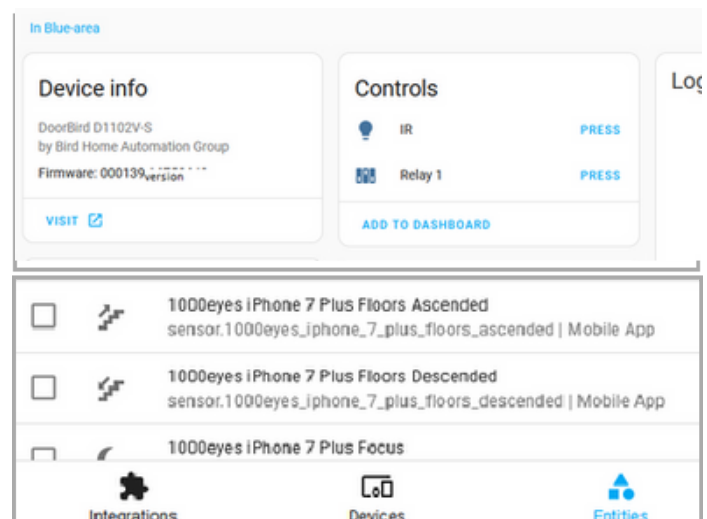 In Blue-area
Device info
DoorBird D1102V-S
by Bird Home Automation Group
Firmware: 000139 version
VISIT
Controls
IR PRESS
Relay 1 PRESS
ADD TO DASHBOARD
Log
1000eyes iPhone 7 Plus Floors Ascended
sensor.1000eyes_iphone_7_plus_floors_ascended | Mobile App
1000eyes iPhone 7 Plus Floors Descended
sensor.1000eyes_iphone_7_plus_floors_descended | Mobile App
1000eyes iPhone 7 Plus Focus
Integrations Devices Entities